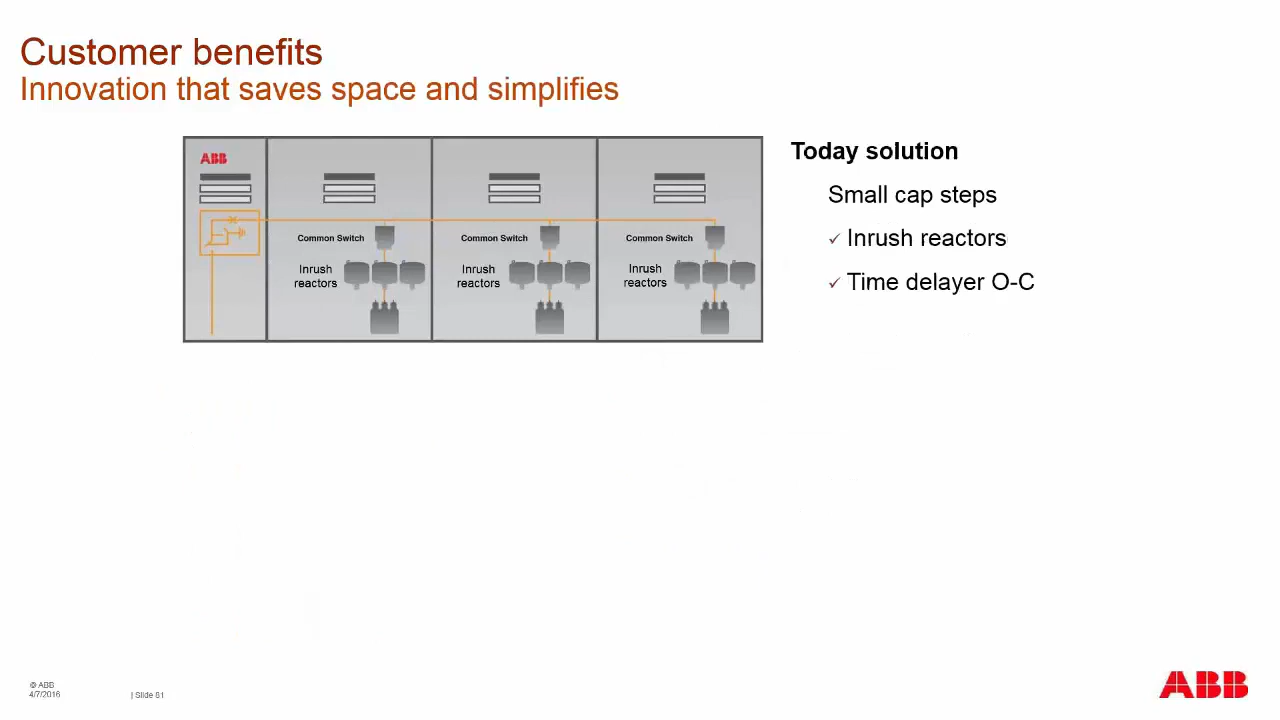 Customer benefits
Innovation that saves space and simplifies
ABB
Common Switch
Inrush
reactors
Common Switch
Inrush
reactors
Common Switch
Inrush
reactors
Today solution
Small cap steps
✓ Inrush reactors
✓ Time delayer O-C
© ABB
4/7/2016
| Slide 81
ABB